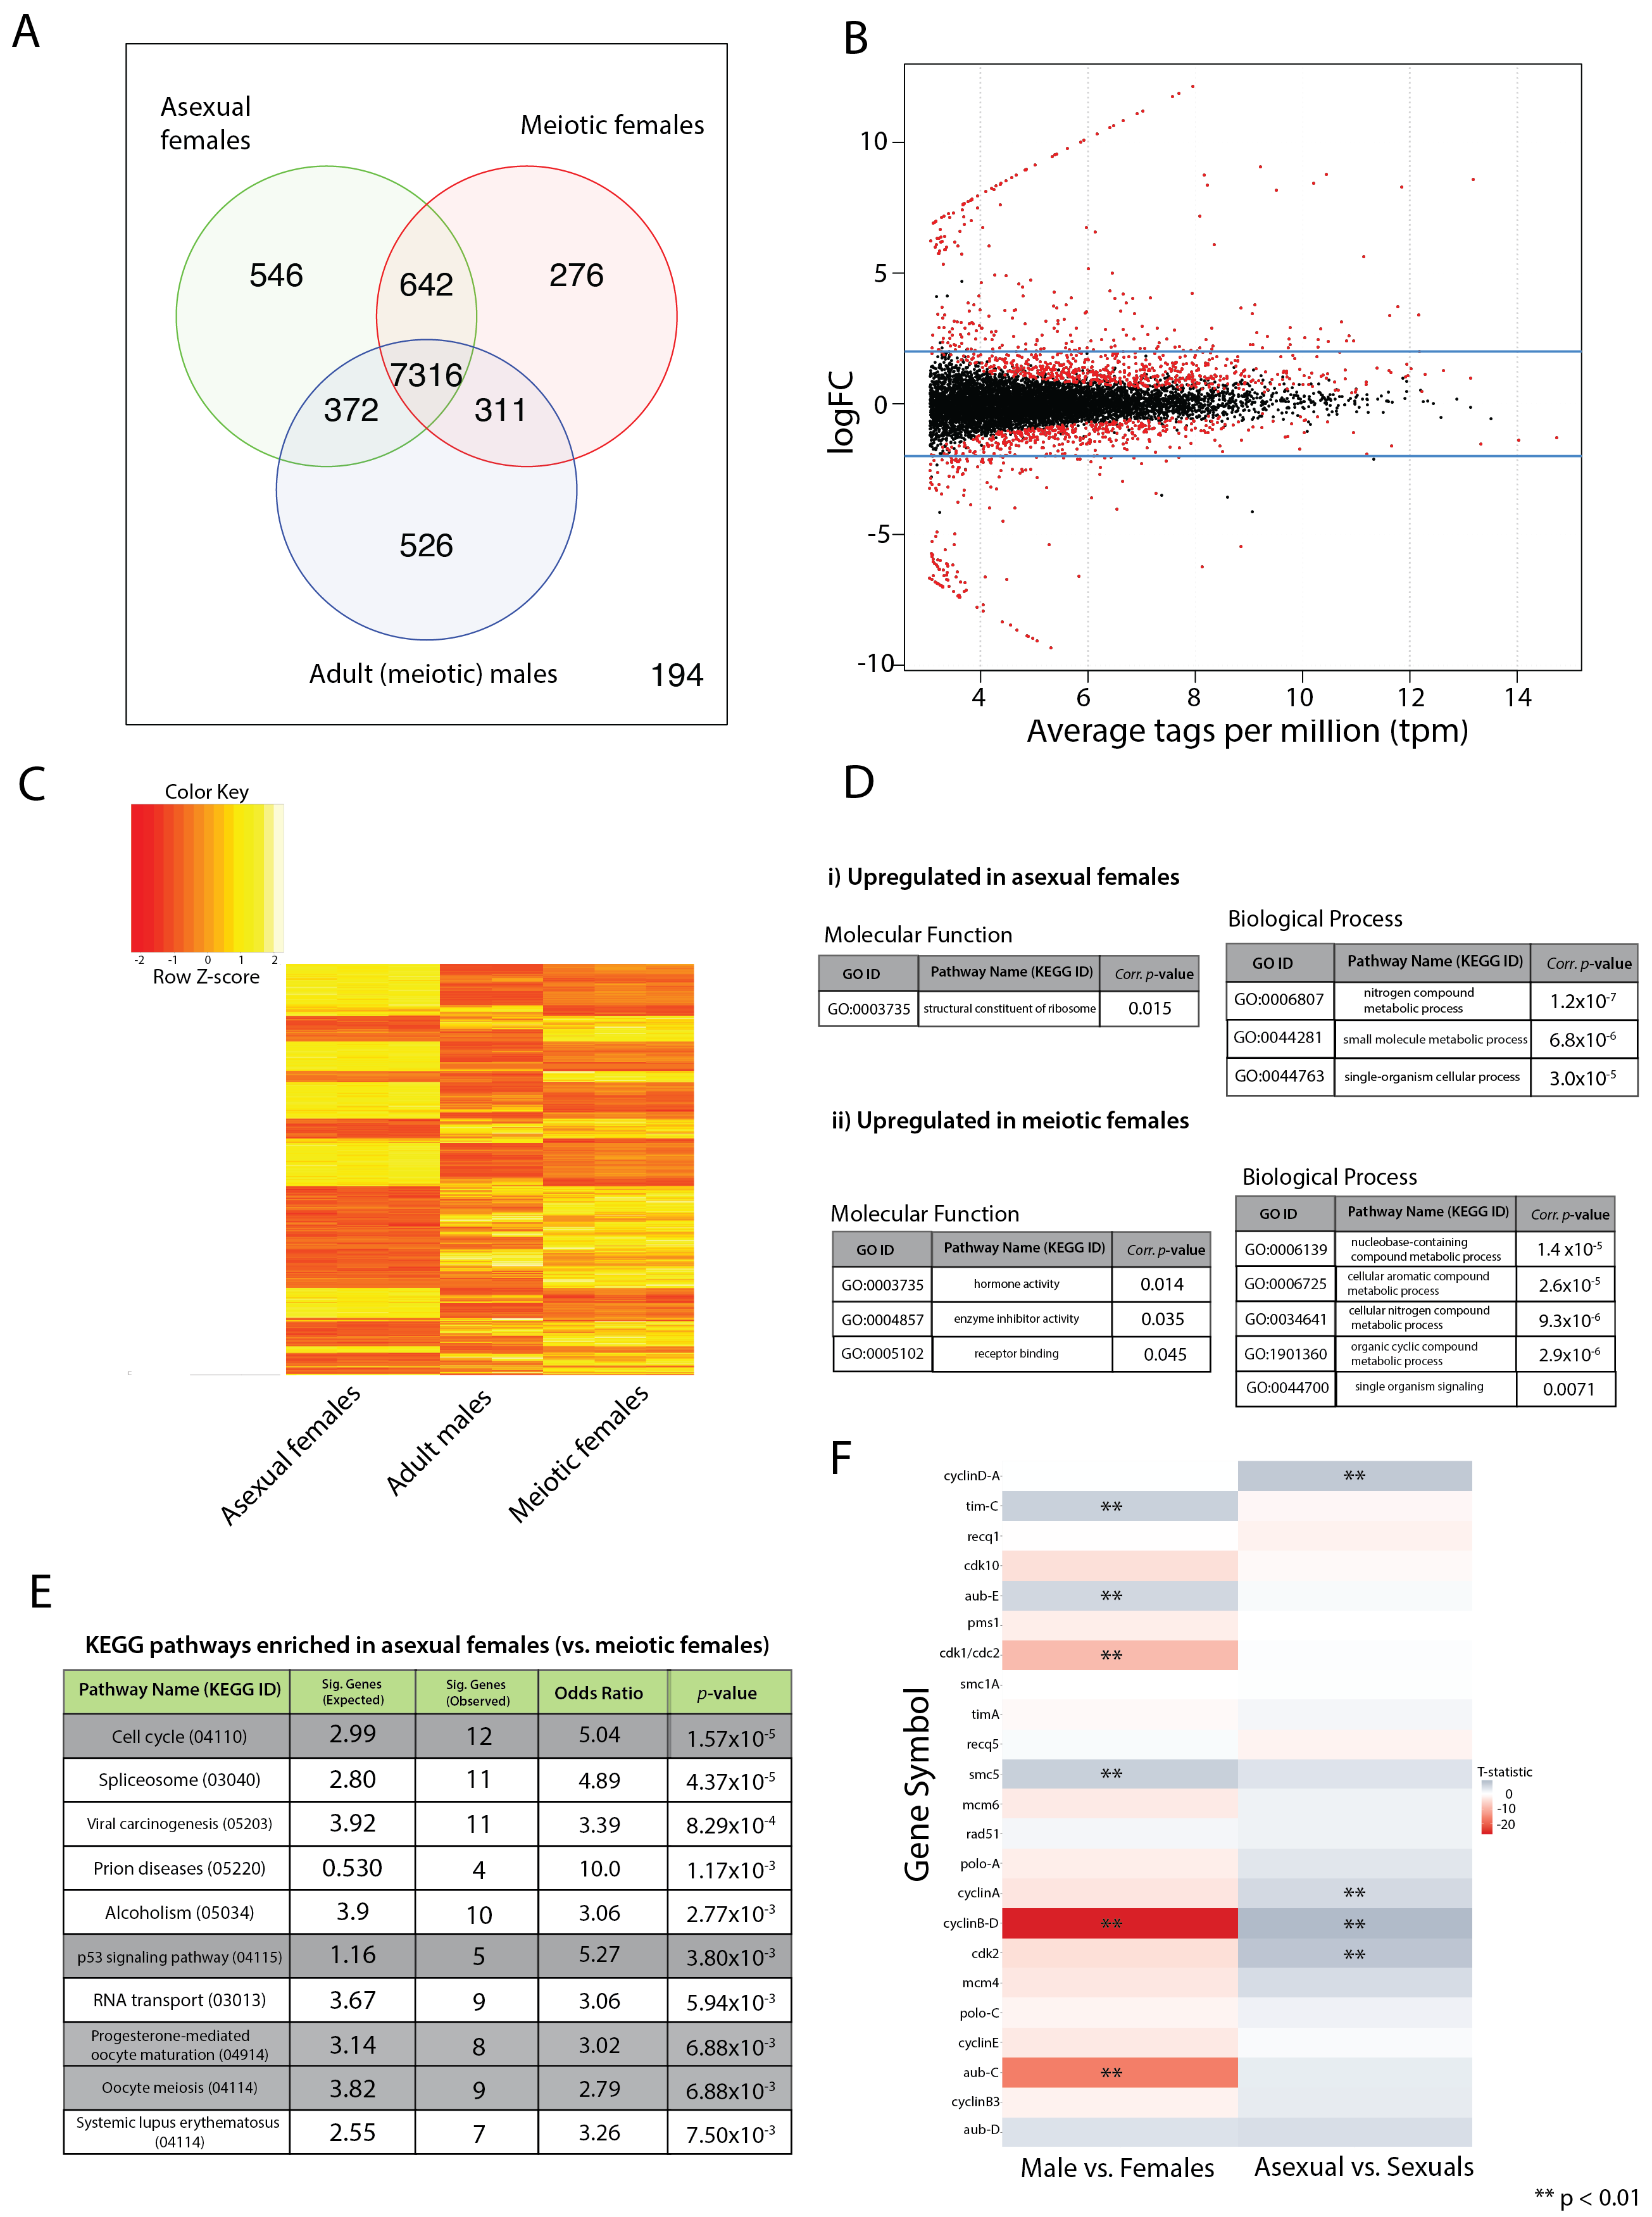 A
Asexual
females
Meiotic females
546
642
276
7316
372
311
526
Adult (meiotic) males
194
B
10
5
0
-5
-10
logFC
4
6
8
10
12
14
Average tags per million (tpm)
C
Color Key
-2
-1
0
1
2
Row Z-score
Asexual females
Adult males
Meiotic females
D
i) Upregulated in asexual females
Molecular Function
GO ID Pathway Name (KEGG ID) Corr. p-value
GO:0003735 structural constituent of ribosome 0.015
Biological Process
GO ID Pathway Name (KEGG ID) Corr. p-value
GO:0006807 nitrogen compound
metabolic process 1.2x10-7
GO:0044281 small molecule metabolic process 6.8x10-6
GO:0044763 single-organism cellular process 3.0x10-5
ii) Upregulated in meiotic females
Molecular Function
GO ID Pathway Name (KEGG ID) Corr. p-value
GO:0003735 hormone activity 0.014
GO:0004857 enzyme inhibitor activity 0.035
GO:0005102 receptor binding 0.045
Biological Process
GO ID Pathway Name (KEGG ID) Corr. p-value
GO:0006139 nucleobase-containing
compound metabolic process 1.4 x10-5
GO:0006725 cellular aromatic compound
metabolic process 2.6x10-5
GO:0034641 cellular nitrogen compound
metabolic process 9.3x10-6
GO:1901360 organic cyclic compound
metabolic process 2.9x10-6
GO:0044700 single organism signaling 0.0071
E
KEGG pathways enriched in asexual females (vs. meiotic females)
Pathway Name (KEGG ID) Sig. Genes
(Expected) Sig. Genes
(Observed) Odds Ratio p-value
Cell cycle (04110) 2.99 12 5.04 1.57x10-5
Spliceosome (03040) 2.80 11 4.89 4.37x10-5
Viral carcinogenesis (05203) 3.92 11 3.39 8.29x10-4
Prion diseases (05220) 0.530 4 10.0 1.17x10-3
Alcoholism (05034) 3.9 10 3.06 2.77x10-3
p53 signaling pathway (04115) 1.16 5 5.27 3.80x10-3
RNA transport (03013) 3.67 9 3.06 5.94x10-3
Progesterone-mediated
oocyte maturation (04914) 3.14 8 3.02 6.88x10-3
Oocyte meiosis (04114) 3.82 9 2.79 6.88x10-3
Systemic lupus erythematosus
(04114) 2.55 7 3.26 7.50x10-3
F
Gene Symbol
cyclinD-A **
tim-C **
recq1
cdk10
aub-E **
pms1
cdk1/cdc2 **
smc1A
timA
recq5
smc5 **
mcm6
rad51
polo-A
cyclinA **
cyclinB-D ** **
cdk2 **
mcm4
polo-C
cyclinE
aub-C **
cyclinB3
aub-D
Male vs. Females
Asexual vs. Sexuals
T-statistic
0
-10
-20
** p < 0.01